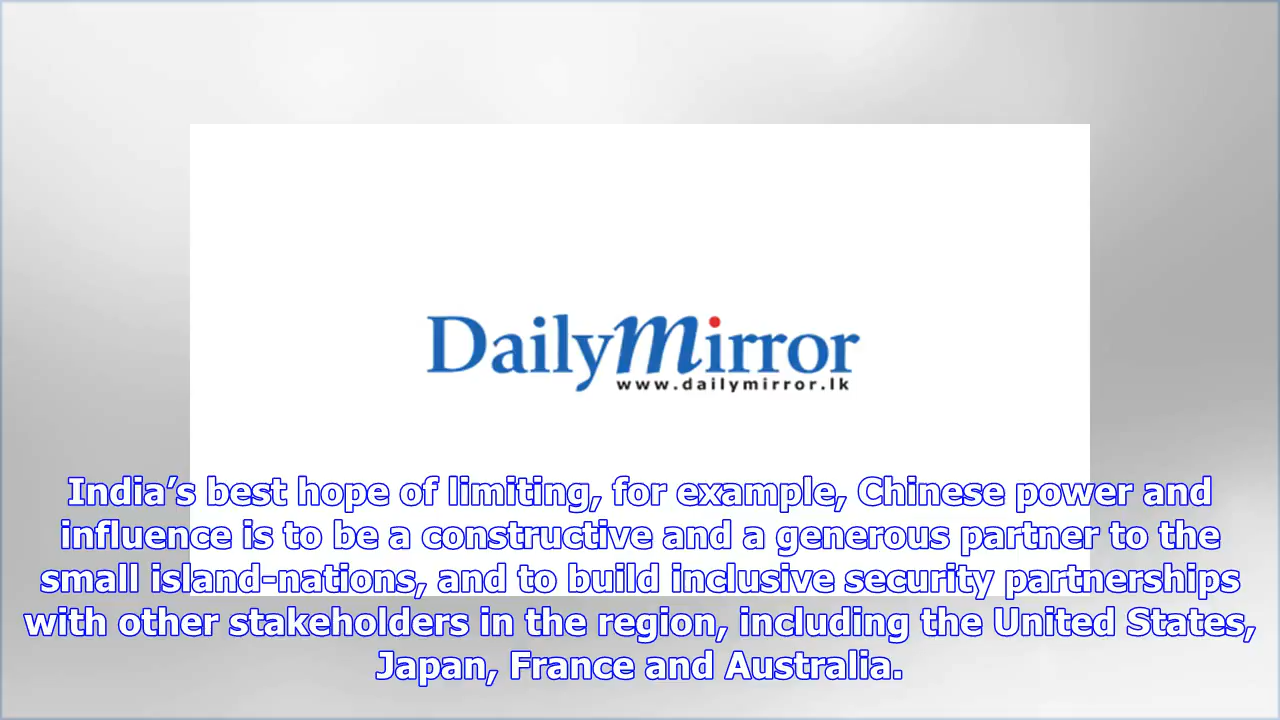 DailyMirror
www.dailymirror.lk
India’s best hope of limiting, for example, Chinese power and
influence is to be a constructive and a generous partner to the
small island-nations, and to build inclusive security partnerships
with other stakeholders in the region, including the United States,
Japan, France and Australia.